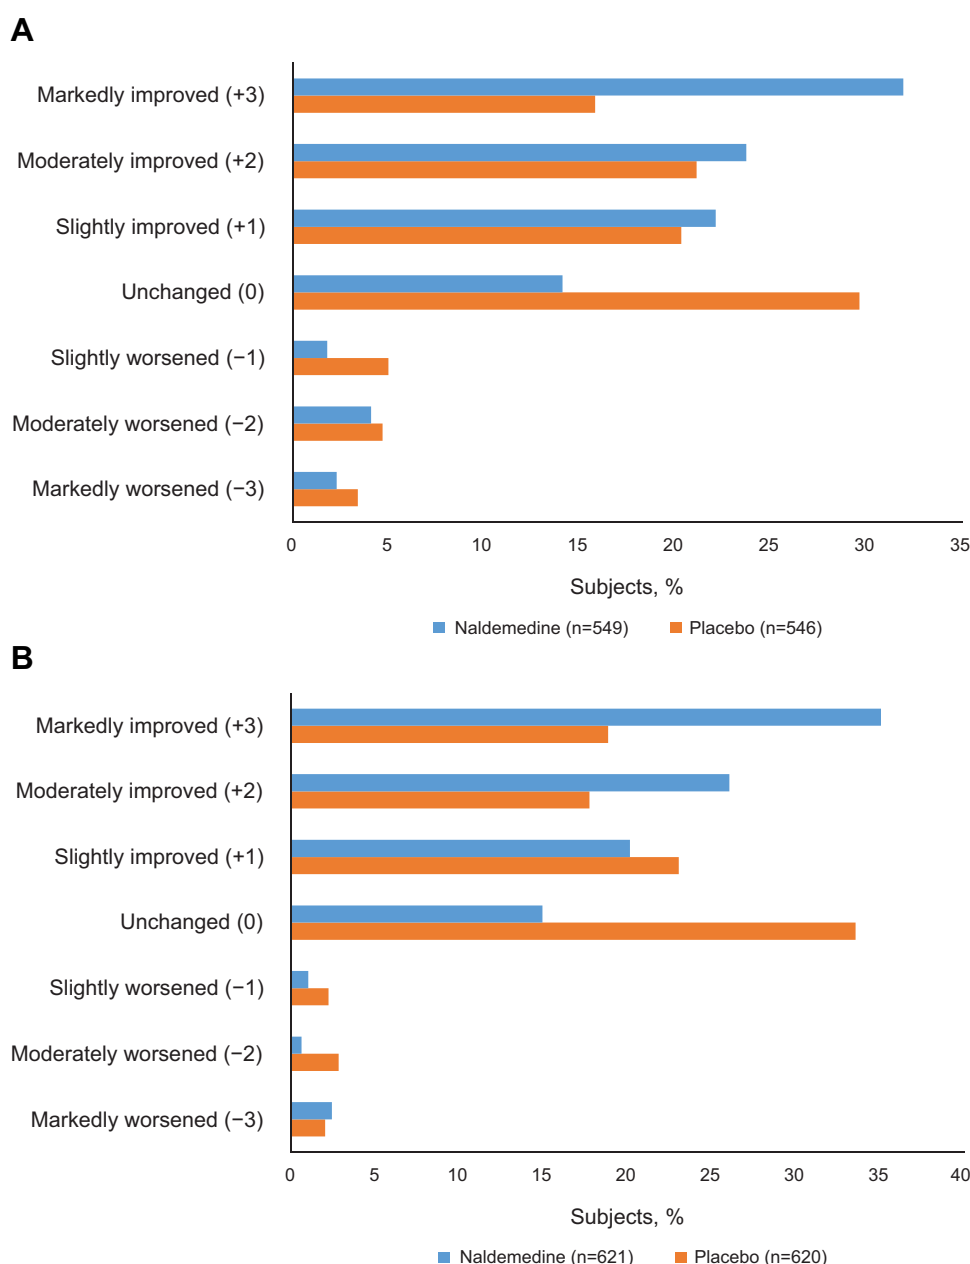 A
Markedly improved (+3)
Moderately improved (+2)
Slightly improved (+1)
Unchanged (0)
Slightly worsened (−1)
Moderately worsened (−2)
Markedly worsened (−3)
0 5 10 15 20 25 30 35
Subjects, %
Naldemedine (n=549) Placebo (n=546)
B
Markedly improved (+3)
Moderately improved (+2)
Slightly improved (+1)
Unchanged (0)
Slightly worsened (−1)
Moderately worsened (−2)
Markedly worsened (−3)
0 5 10 15 20 25 30 35 40
Subjects, %
Naldemedine (n=621) Placebo (n=620)